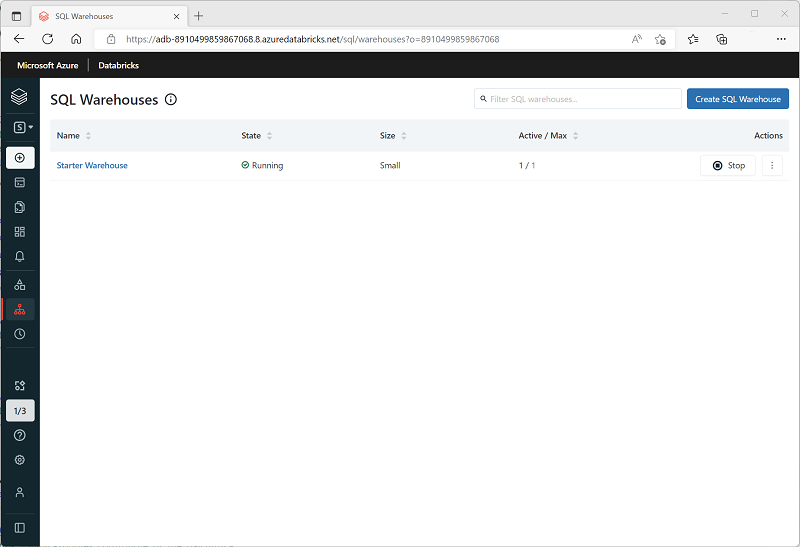 SQL Warehouses
https://adb-8910499859867068.8.azuredatabricks.net/sql/warehouses?o=8910499859867068
Microsoft Azure Databricks
SQL Warehouses
Filter SQL warehouses...
Create SQL Warehouse
Name State Size Active / Max Actions
Starter Warehouse Running Small 1 / 1 Stop
S
1/3